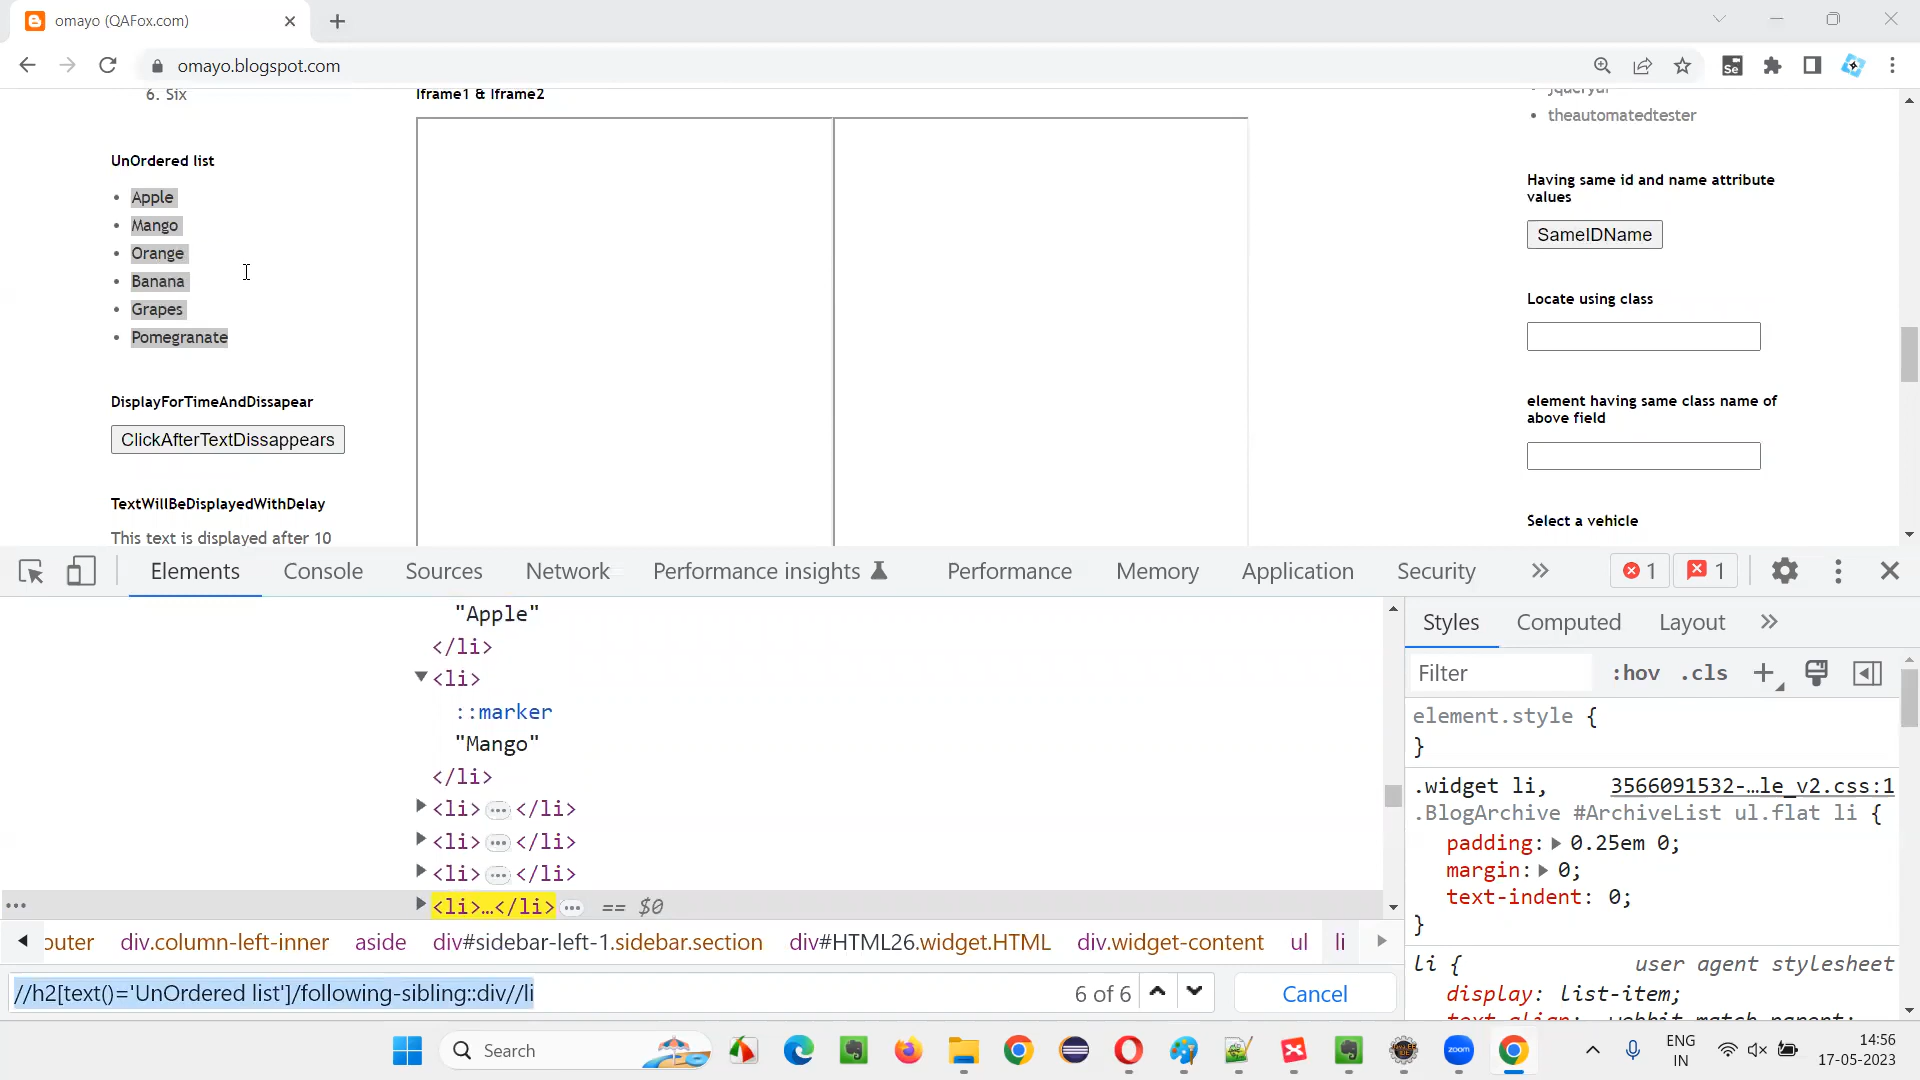 omayo (QAFox.com)
omayo.blogspot.com
6. Six
UnOrdered list
Apple
Mango
Orange
Banana
Grapes
Pomegranate
DisplayForTimeAndDissapear
ClickAfterTextDissappears
TextWillBeDisplayedWithDelay
This text is displayed after 10
Iframe1 & Iframe2
jqueryui
theautomatedtester
Having same id and name attribute
values
SameIDName
Locate using class
element having same class name of
above field
Select a vehicle
Elements Console Sources Network Performance insights Performance Memory Application Security 1 1
"Apple"
</li>
<li>
::marker
"Mango"
</li>
<li> … </li>
<li> … </li>
<li> … </li>
… <li>…</li> … == $0
outer div.column-left-inner aside div#sidebar-left-1.sidebar.section div#HTML26.widget.HTML div.widget-content ul li
//h2[text()='UnOrdered list']/following-sibling::div//li 6 of 6 Cancel
Styles Computed Layout
Filter :hov .cls
element.style {
}
.widget li, 3566091532-…le_v2.css:1
.BlogArchive #ArchiveList ul.flat li {
padding: 0.25em 0;
margin: 0;
text-indent: 0;
}
li { user agent stylesheet
display: list-item;
text-align: -webkit-match-parent;
Search
Se
zoom
ENG
IN
14:56
17-05-2023